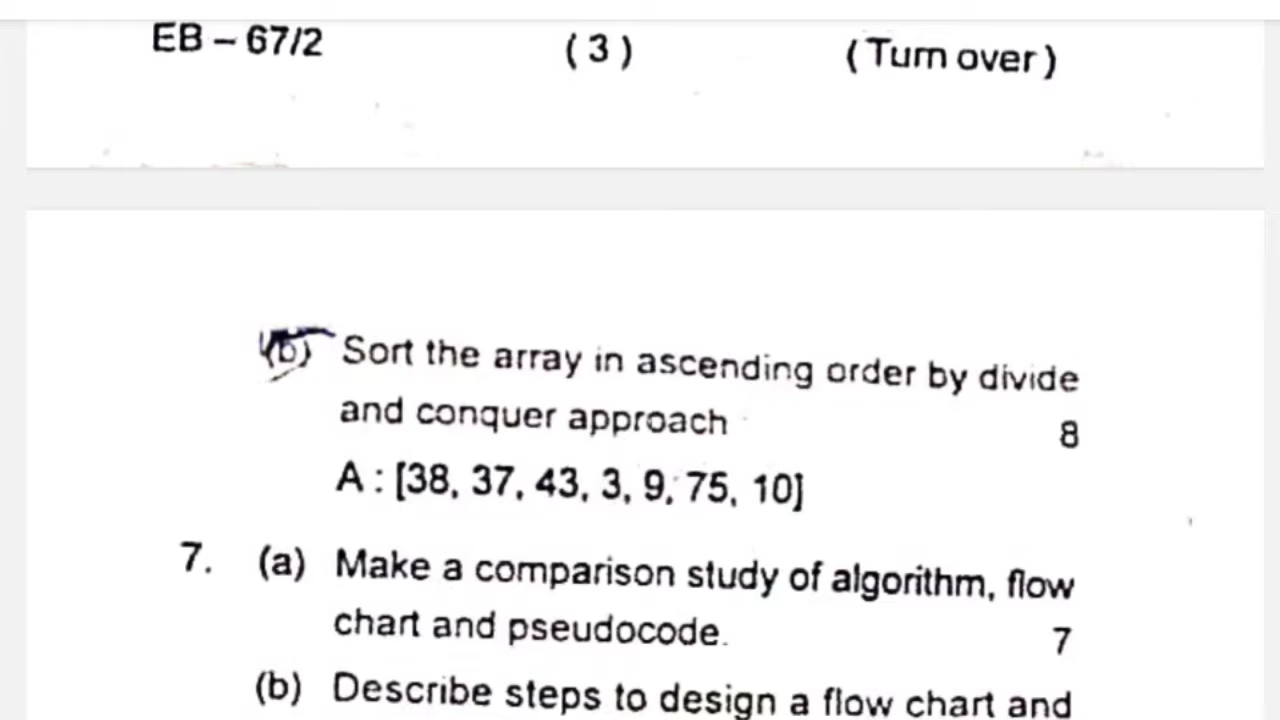 EB – 67/2 (3) (Turn over)
(b) Sort the array in ascending order by divide
and conquer approach 8
A : [38, 37, 43, 3, 9, 75, 10]
7. (a) Make a comparison study of algorithm, flow
chart and pseudocode. 7
(b) Describe steps to design a flow chart and